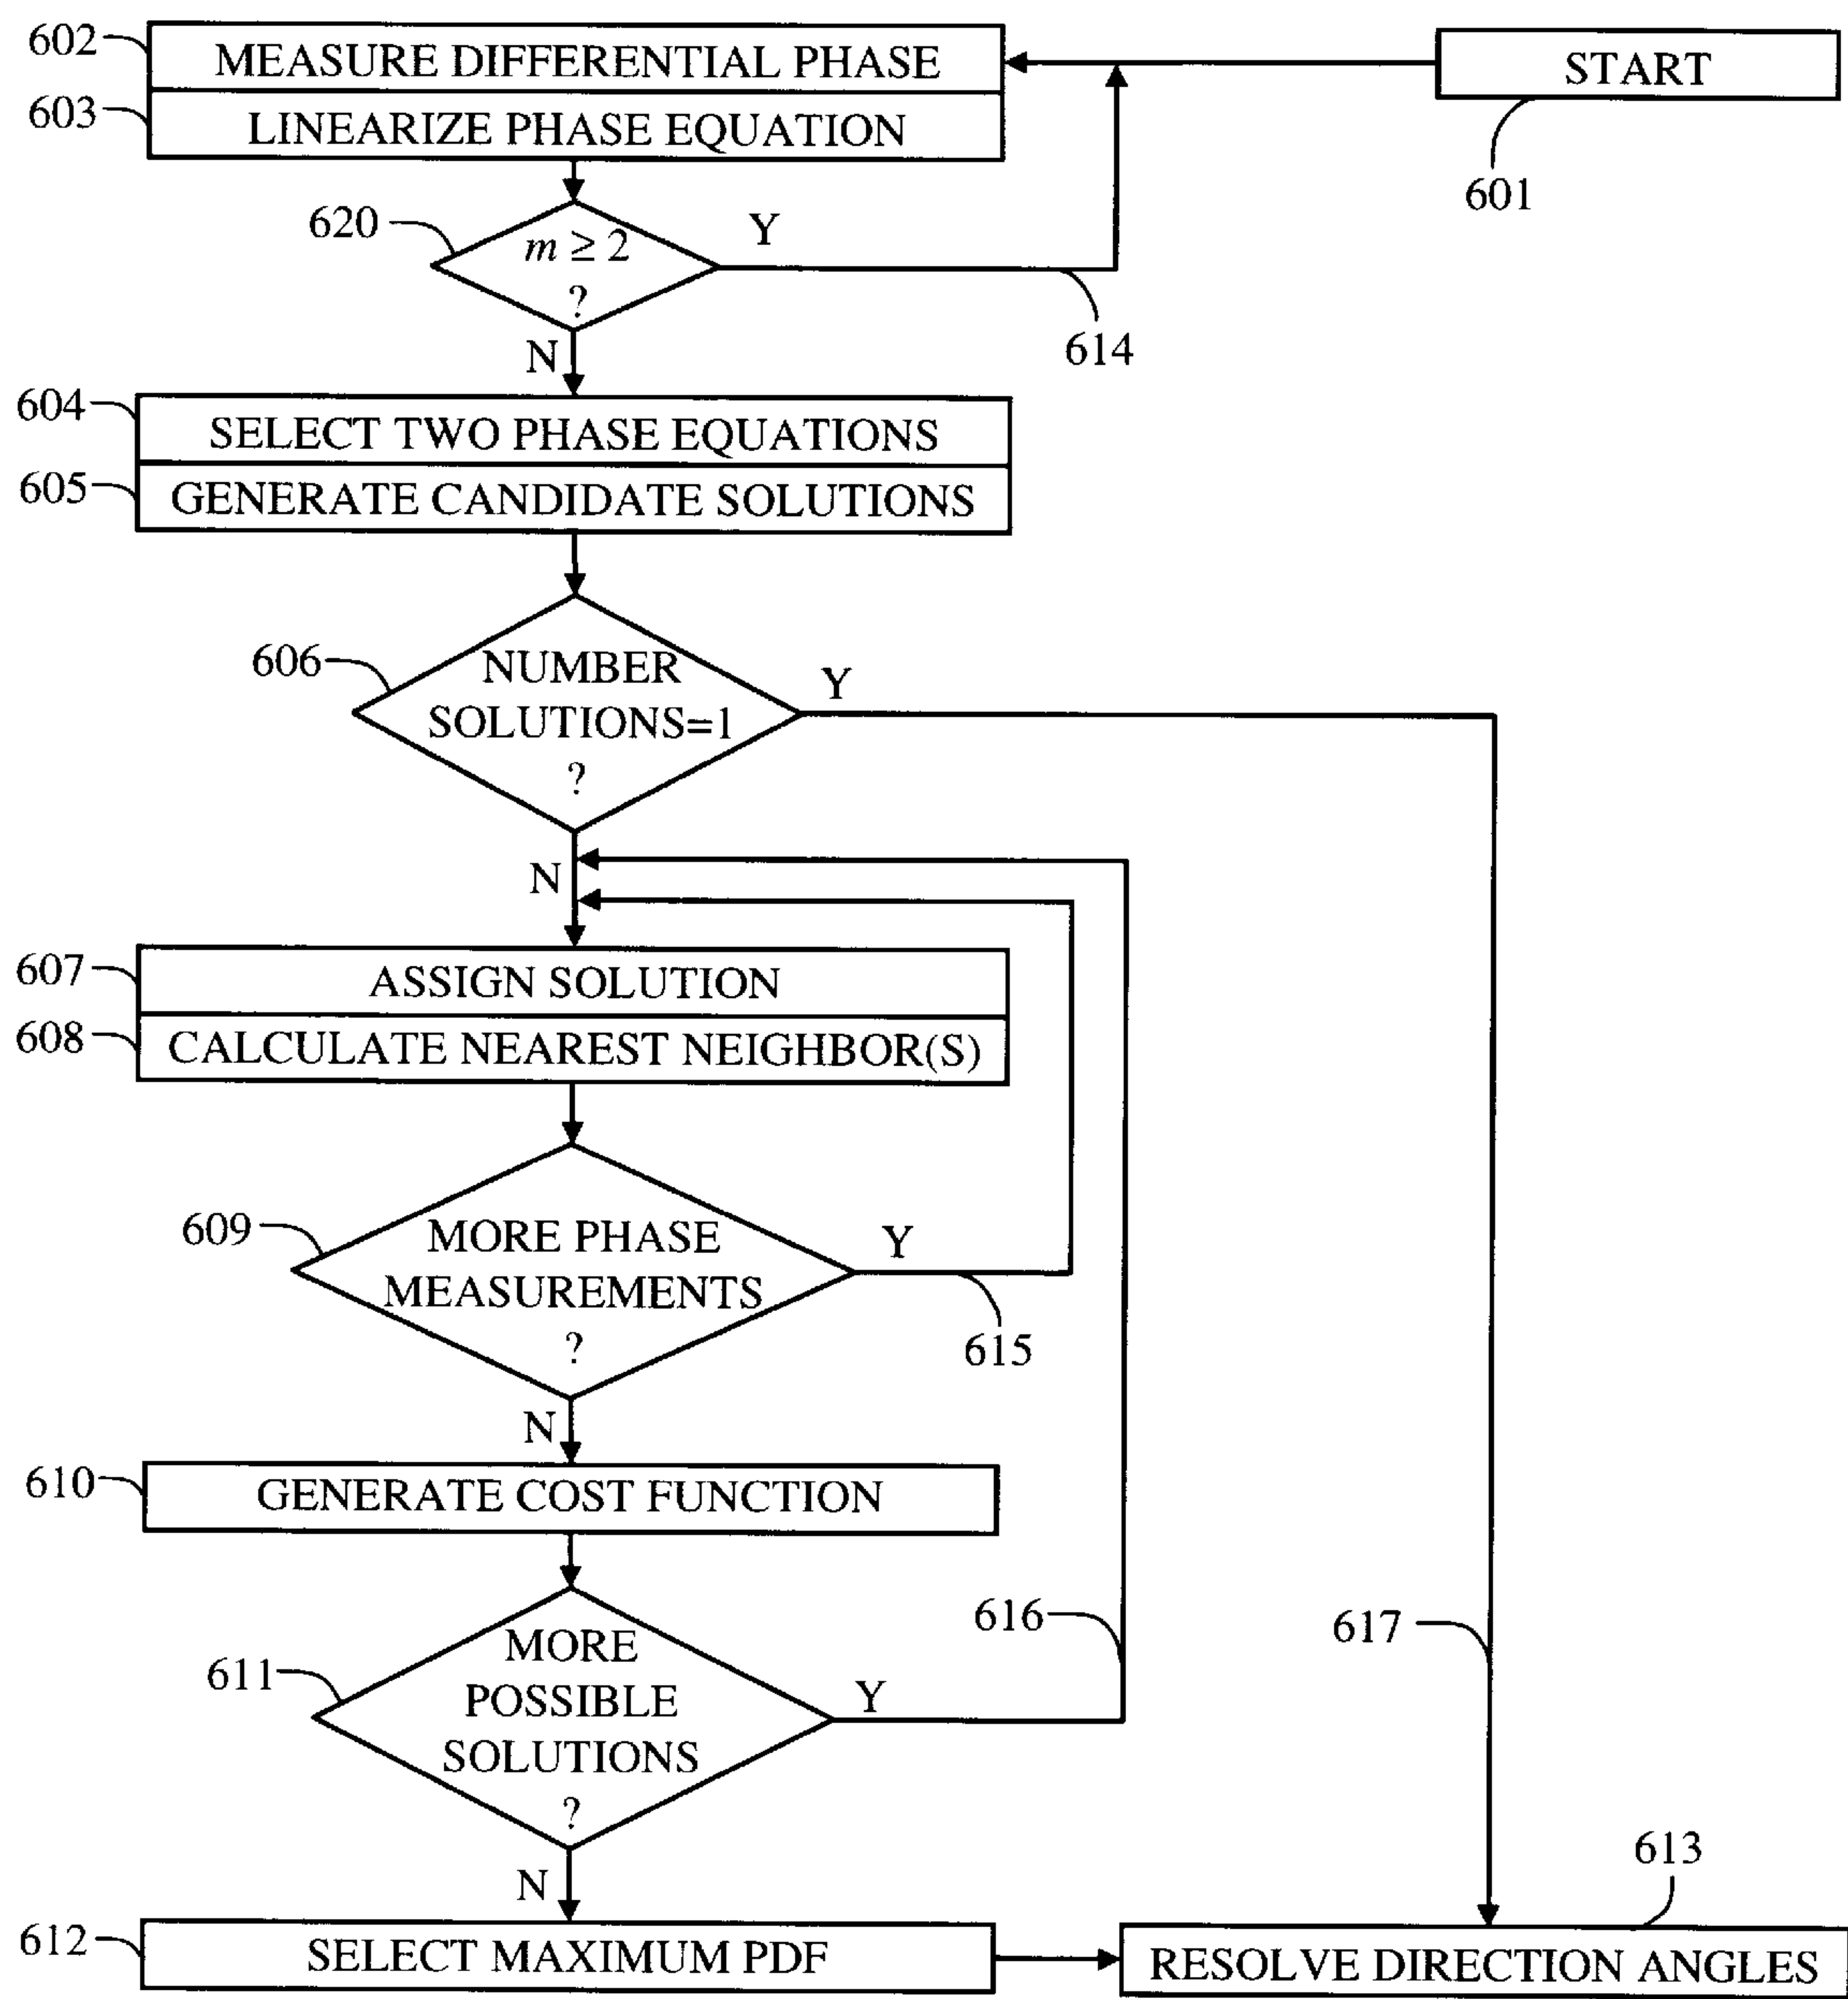 602
MEASURE DIFFERENTIAL PHASE
START
603
LINEARIZE PHASE EQUATION
601
620
m ≥ 2
?
Y
614
N
604
SELECT TWO PHASE EQUATIONS
605
GENERATE CANDIDATE SOLUTIONS
606
NUMBER
SOLUTIONS=1
?
Y
N
607
ASSIGN SOLUTION
608
CALCULATE NEAREST NEIGHBOR(S)
609
MORE PHASE
MEASUREMENTS
?
Y
615
N
610
GENERATE COST FUNCTION
611
MORE
POSSIBLE
SOLUTIONS
?
Y
616
617
N
613
612
SELECT MAXIMUM PDF
RESOLVE DIRECTION ANGLES